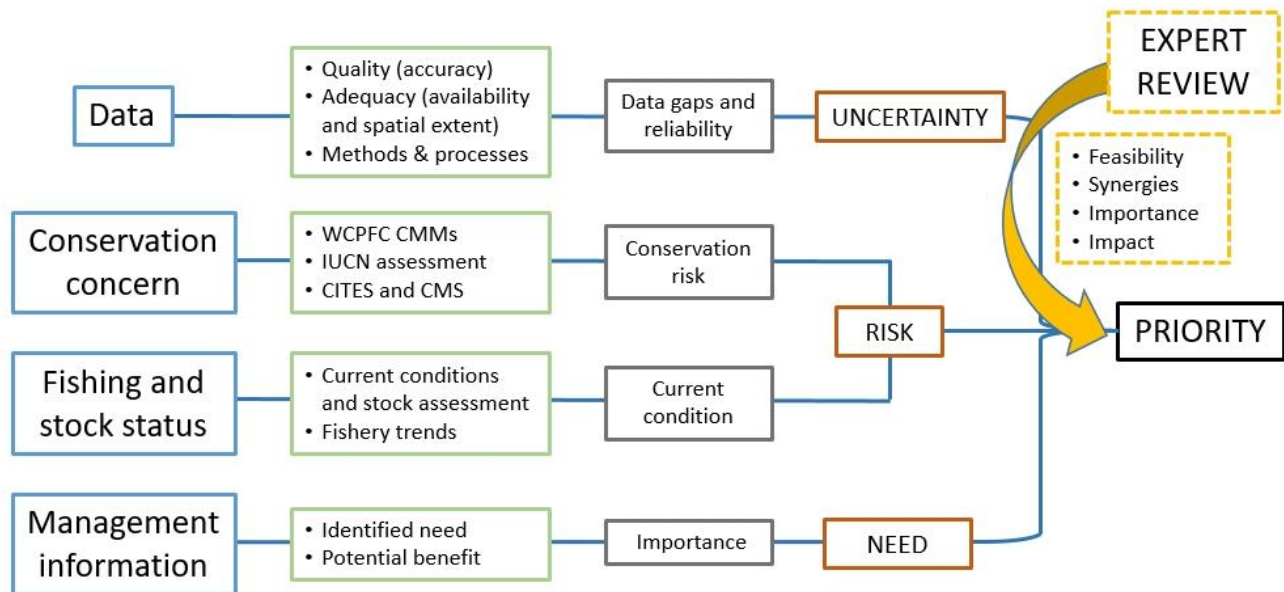 EXPERT
REVIEW
• Feasibility
• Synergies
• Importance
• Impact
Data
• Quality (accuracy)
• Adequacy (availability
and spatial extent)
• Methods & processes
Data gaps and
reliability
UNCERTAINTY
Conservation
concern
• WCPFC CMMs
• IUCN assessment
• CITES and CMS
Conservation
risk
RISK
PRIORITY
Fishing and
stock status
• Current conditions
and stock assessment
• Fishery trends
Current
condition
Management
information
• Identified need
• Potential benefit
Importance
NEED